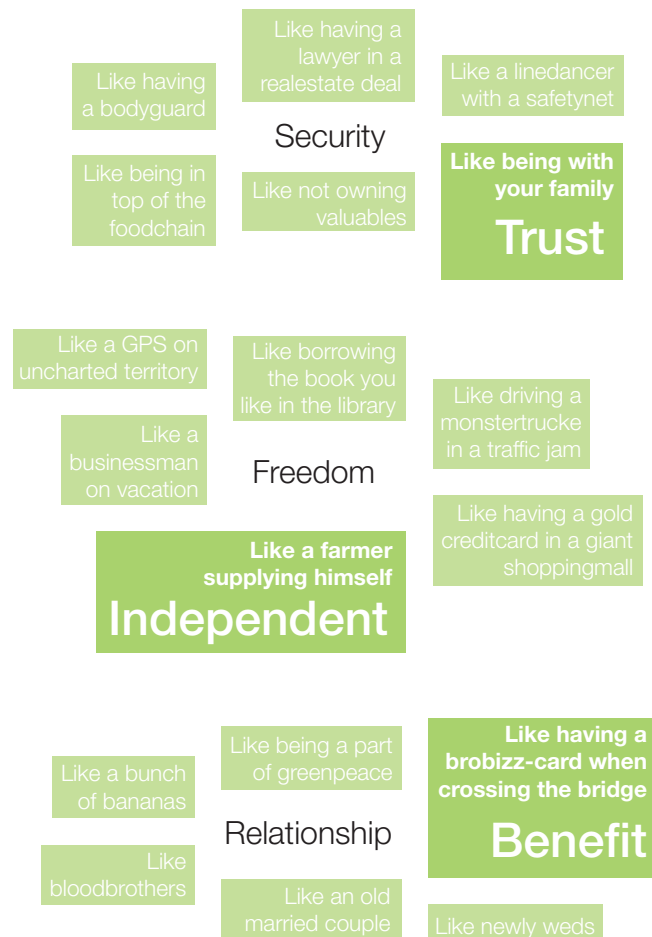 Like having a
lawyer in a
realestate deal
Like having
a bodyguard
Like a linedancer
with a safetynet
Security
Like being in
top of the
foodchain
Like not owning
valuables
Like being with
your family
Trust
Like a GPS on
uncharted territory
Like borrowing
the book you
like in the library
Like driving a
monstertrucke
in a traffic jam
Like a
businessman
on vacation
Freedom
Like having a gold
creditcard in a giant
shoppingmall
Like a farmer
supplying himself
Independent
Like being a part
of greenpeace
Like having a
brobizz-card when
crossing the bridge
Benefit
Like a bunch
of bananas
Relationship
Like
bloodbrothers
Like an old
married couple
Like newly weds